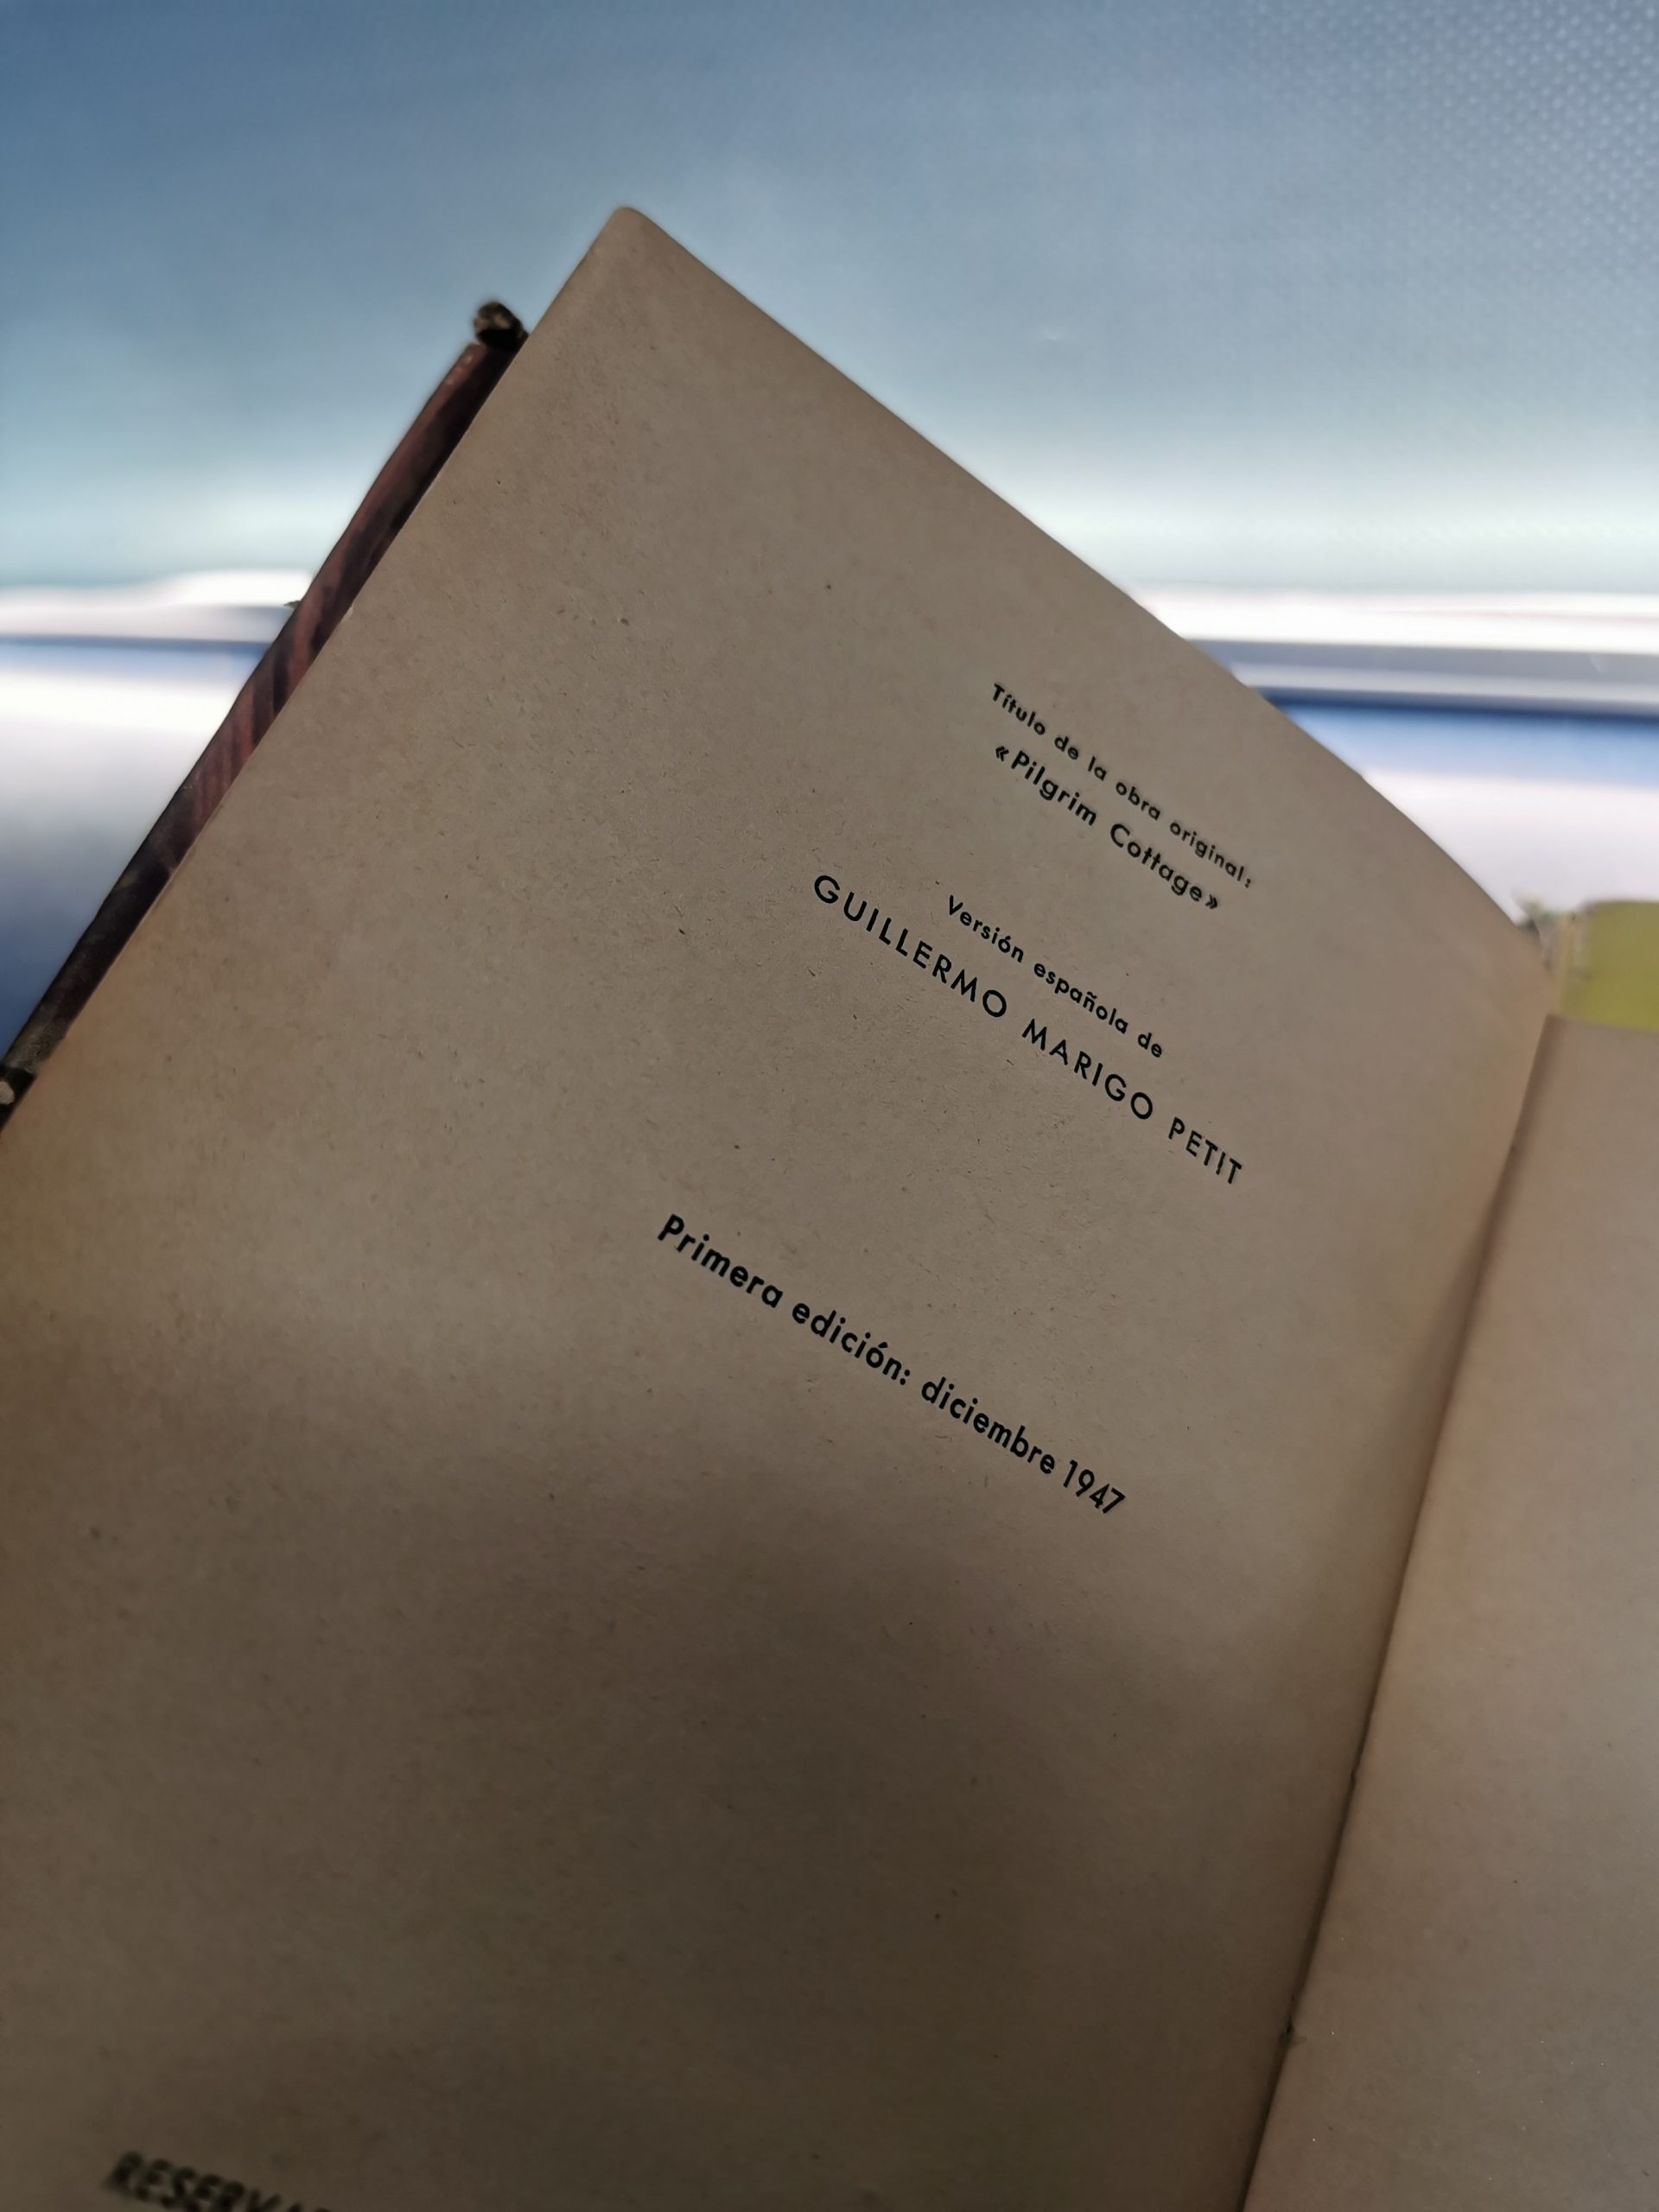 Título de la obra original:
«Pilgrim Cottage»
Versión española de
GUILLERMO MARIGO PETIT
Primera edición: diciembre 1947